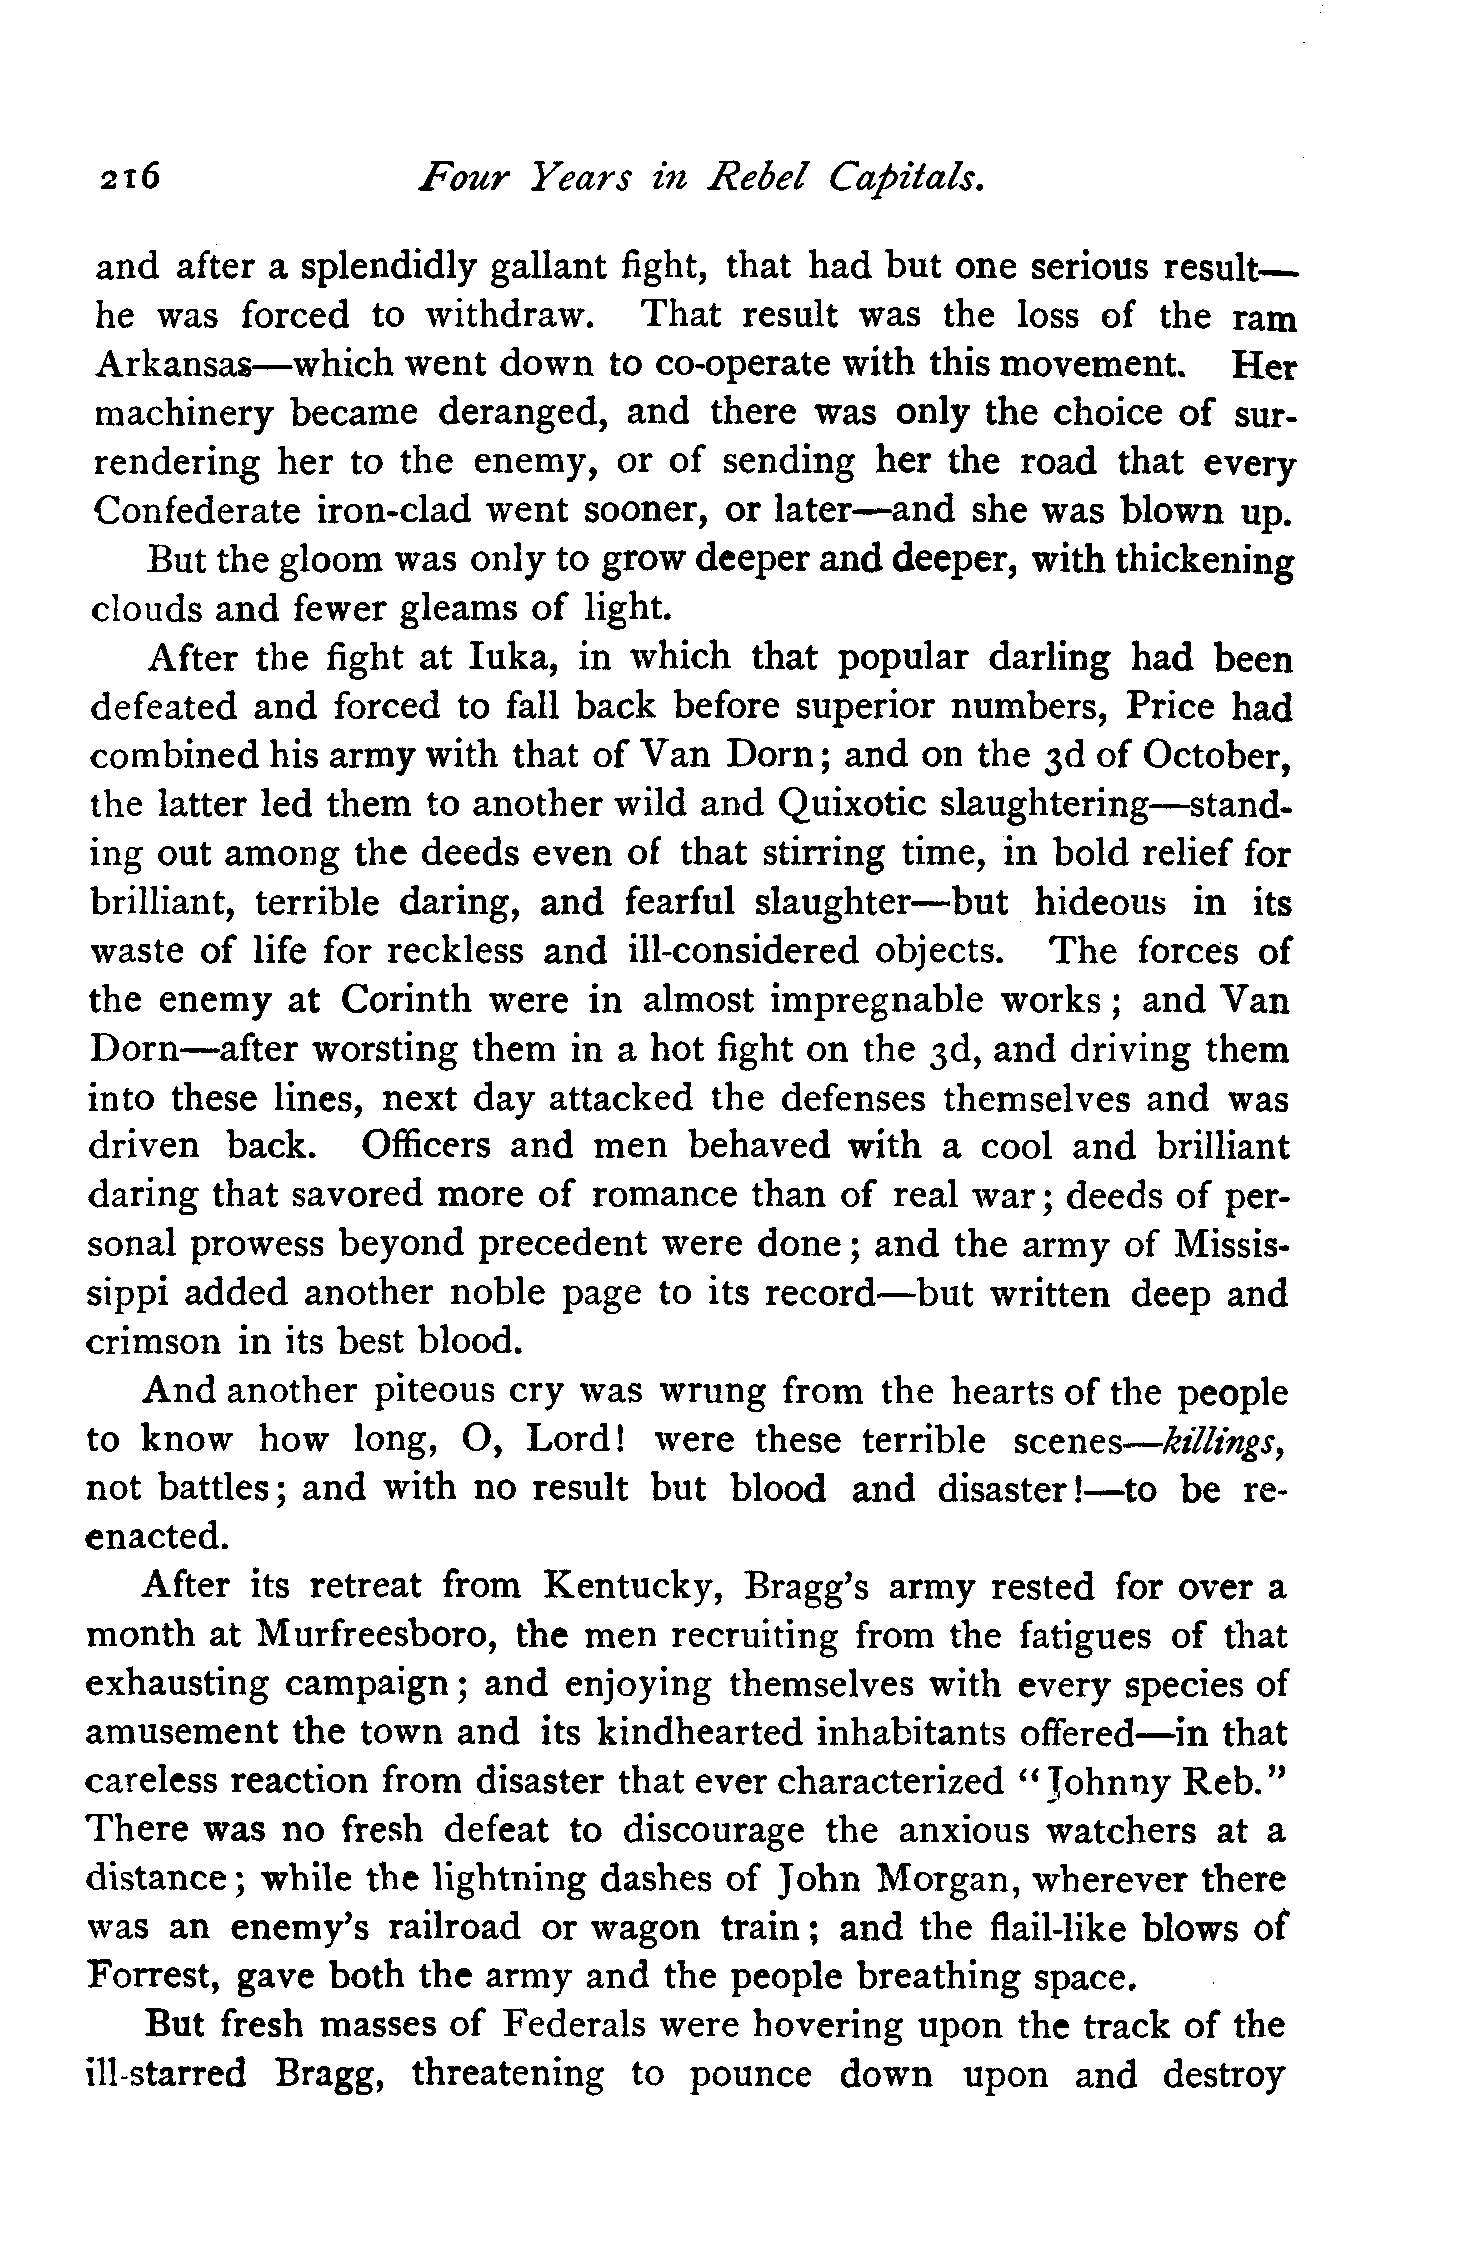 216 Four Years in Rebel Capitals.
and after a splendidly gallant fight, that had but one serious result—
he was forced to withdraw. That result was the loss of the ram
Arkansas—which went down to co-operate with this movement. Her
machinery became deranged, and there was only the choice of sur-
rendering her to the enemy, or of sending her the road that every
Confederate iron-clad went sooner, or later—and she was blown up.
But the gloom was only to grow deeper and deeper, with thickening
clouds and fewer gleams of light.
After the fight at Iuka, in which that popular darling had been
defeated and forced to fall back before superior numbers, Price had
combined his army with that of Van Dorn; and on the 3d of October,
the latter led them to another wild and Quixotic slaughtering—stand-
ing out among the deeds even of that stirring time, in bold relief for
brilliant, terrible daring, and fearful slaughter—but hideous in its
waste of life for reckless and ill-considered objects. The forces of
the enemy at Corinth were in almost impregnable works; and Van
Dorn—after worsting them in a hot fight on the 3d, and driving them
into these lines, next day attacked the defenses themselves and was
driven back. Officers and men behaved with a cool and brilliant
daring that savored more of romance than of real war; deeds of per-
sonal prowess beyond precedent were done; and the army of Missis-
sippi added another noble page to its record—but written deep and
crimson in its best blood.
And another piteous cry was wrung from the hearts of the people
to know how long, O, Lord! were these terrible scenes—killings,
not battles; and with no result but blood and disaster!—to be re-
enacted.
After its retreat from Kentucky, Bragg's army rested for over a
month at Murfreesboro, the men recruiting from the fatigues of that
exhausting campaign; and enjoying themselves with every species of
amusement the town and its kindhearted inhabitants offered—in that
careless reaction from disaster that ever characterized "Johnny Reb."
There was no fresh defeat to discourage the anxious watchers at a
distance; while the lightning dashes of John Morgan, wherever there
was an enemy's railroad or wagon train; and the flail-like blows of
Forrest, gave both the army and the people breathing space.
But fresh masses of Federals were hovering upon the track of the
ill-starred Bragg, threatening to pounce down upon and destroy